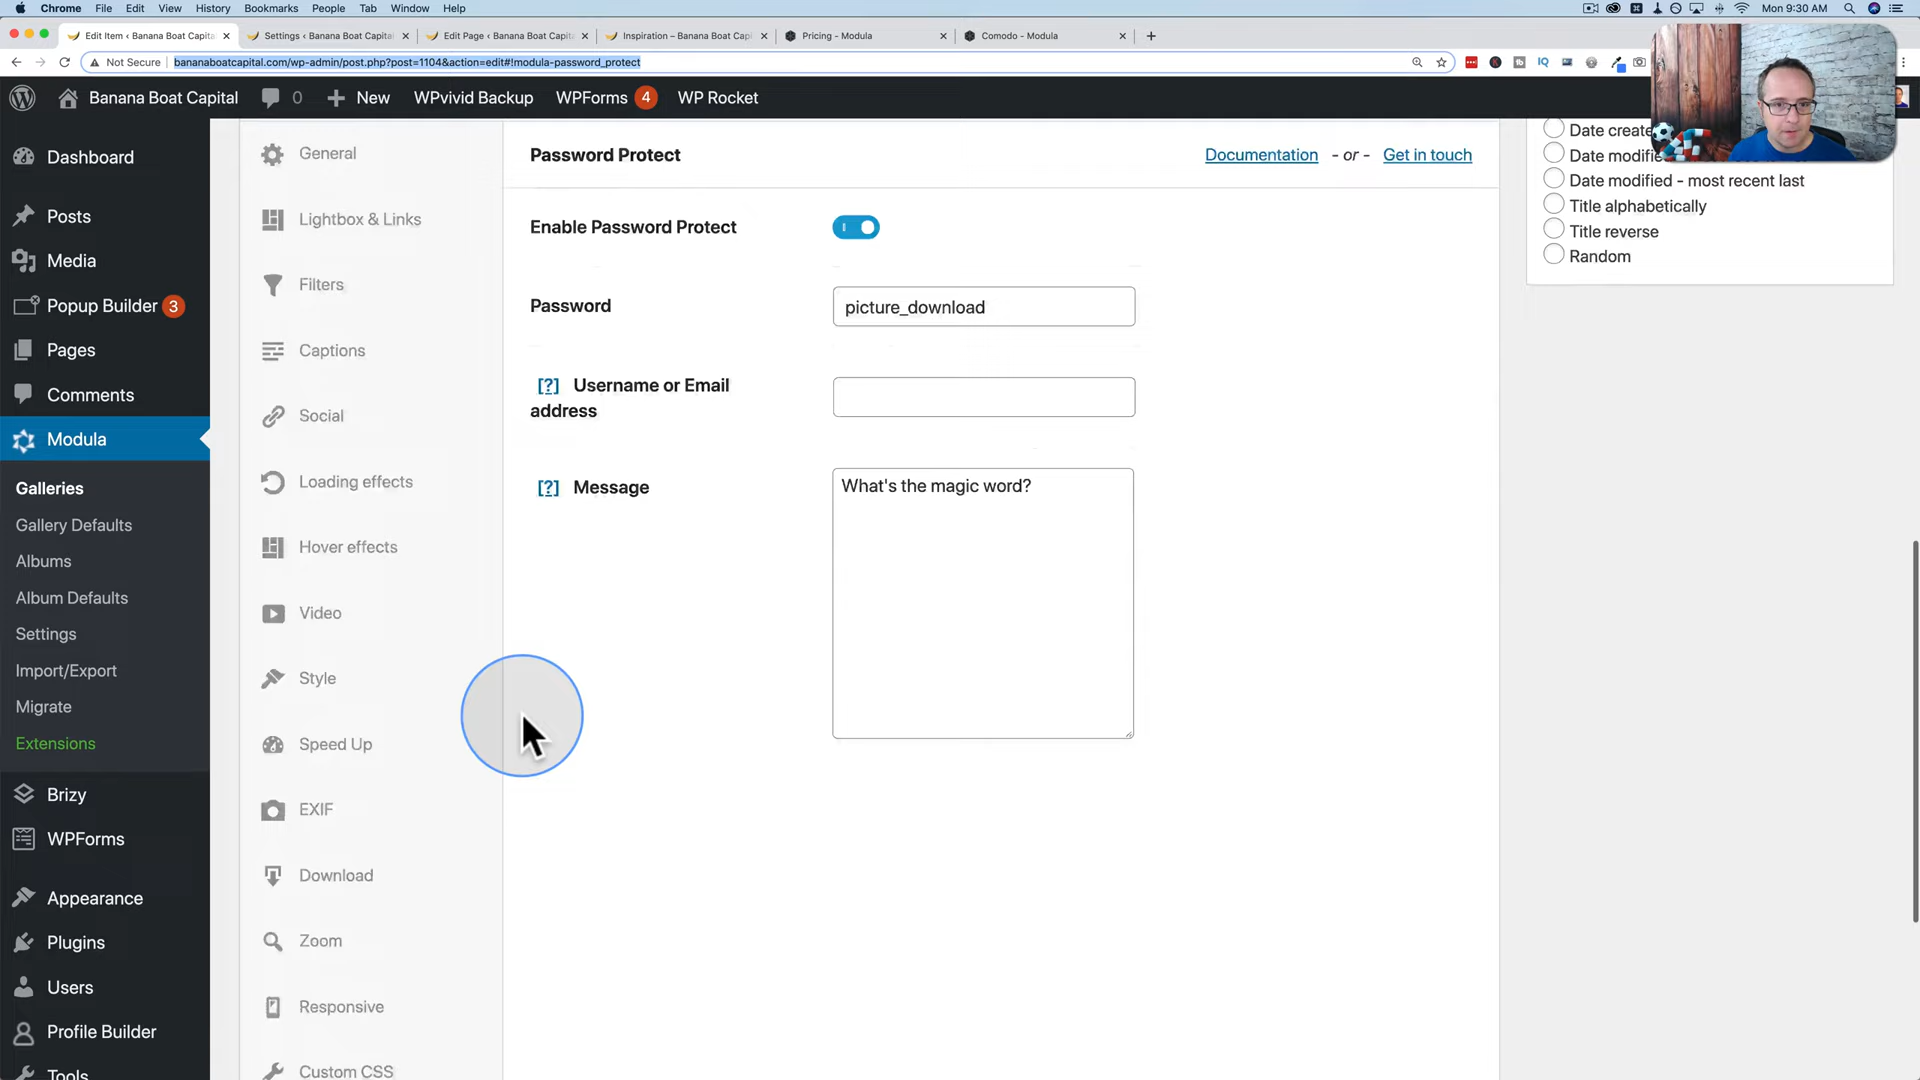 Chrome File Edit View History Bookmarks People Tab Window Help Mon 9:30 AM
Edit Item ‹ Banana Boat Capital Settings ‹ Banana Boat Capital Edit Page ‹ Banana Boat Capit Inspiration – Banana Boat Cap Pricing - Modula Comodo - Modula
Not Secure bananaboatcapital.com/wp-admin/post.php?post=1104&action=edit#!modula-password_protect
Banana Boat Capital 0 New WPvivid Backup WPForms 4 WP Rocket
Dashboard
Posts
Media
Popup Builder 3
Pages
Comments
Modula
Galleries
Gallery Defaults
Albums
Album Defaults
Settings
Import/Export
Migrate
Extensions
Brizy
WPForms
Appearance
Plugins
Users
Profile Builder
Tools
General
Lightbox & Links
Filters
Captions
Social
Loading effects
Hover effects
Video
Style
Speed Up
EXIF
Download
Zoom
Responsive
Custom CSS
Password Protect Documentation - or - Get in touch
Enable Password Protect
Password picture_download
[?] Username or Email
address
[?] Message What's the magic word?
Date create
Date modifie
Date modified - most recent last
Title alphabetically
Title reverse
Random